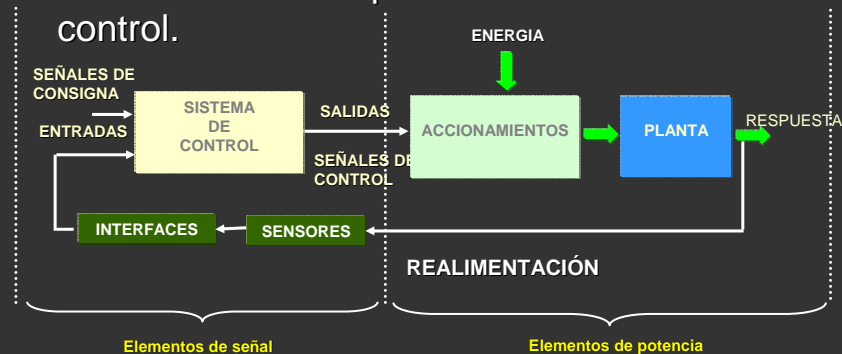 control.
ENERGIA
SEÑALES DE
CONSIGNA
ENTRADAS
SISTEMA
DE
CONTROL
SALIDAS
SEÑALES DE
CONTROL
ACCIONAMIENTOS
PLANTA
RESPUESTA
INTERFACES
SENSORES
REALIMENTACIÓN
Elementos de señal
Elementos de potencia